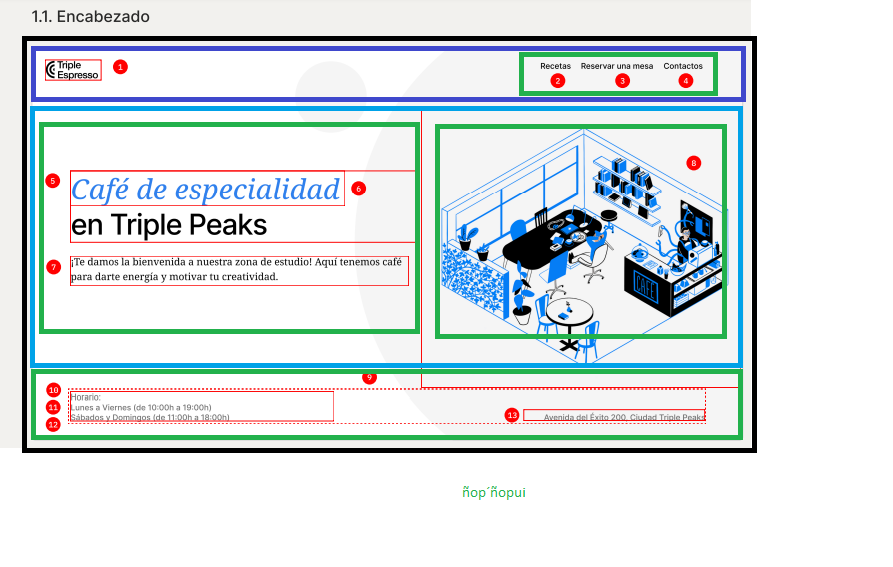 1.1. Encabezado
Triple
Espresso
1
Recetas
Reservar una mesa
Contactos
2
3
4
5
Café de especialidad
6
en Triple Peaks
7
¡Te damos la bienvenida a nuestra zona de estudio! Aquí tenemos café
para darte energía y motivar tu creatividad.
8
CAFÉ
9
10
Horario:
11
Lunes a Viernes (de 10:00h a 19:00h)
12
Sábados y Domingos (de 11:00h a 18:00h)
13
Avenida del Éxito 200, Ciudad Triple Peaks
ñop´ñopui